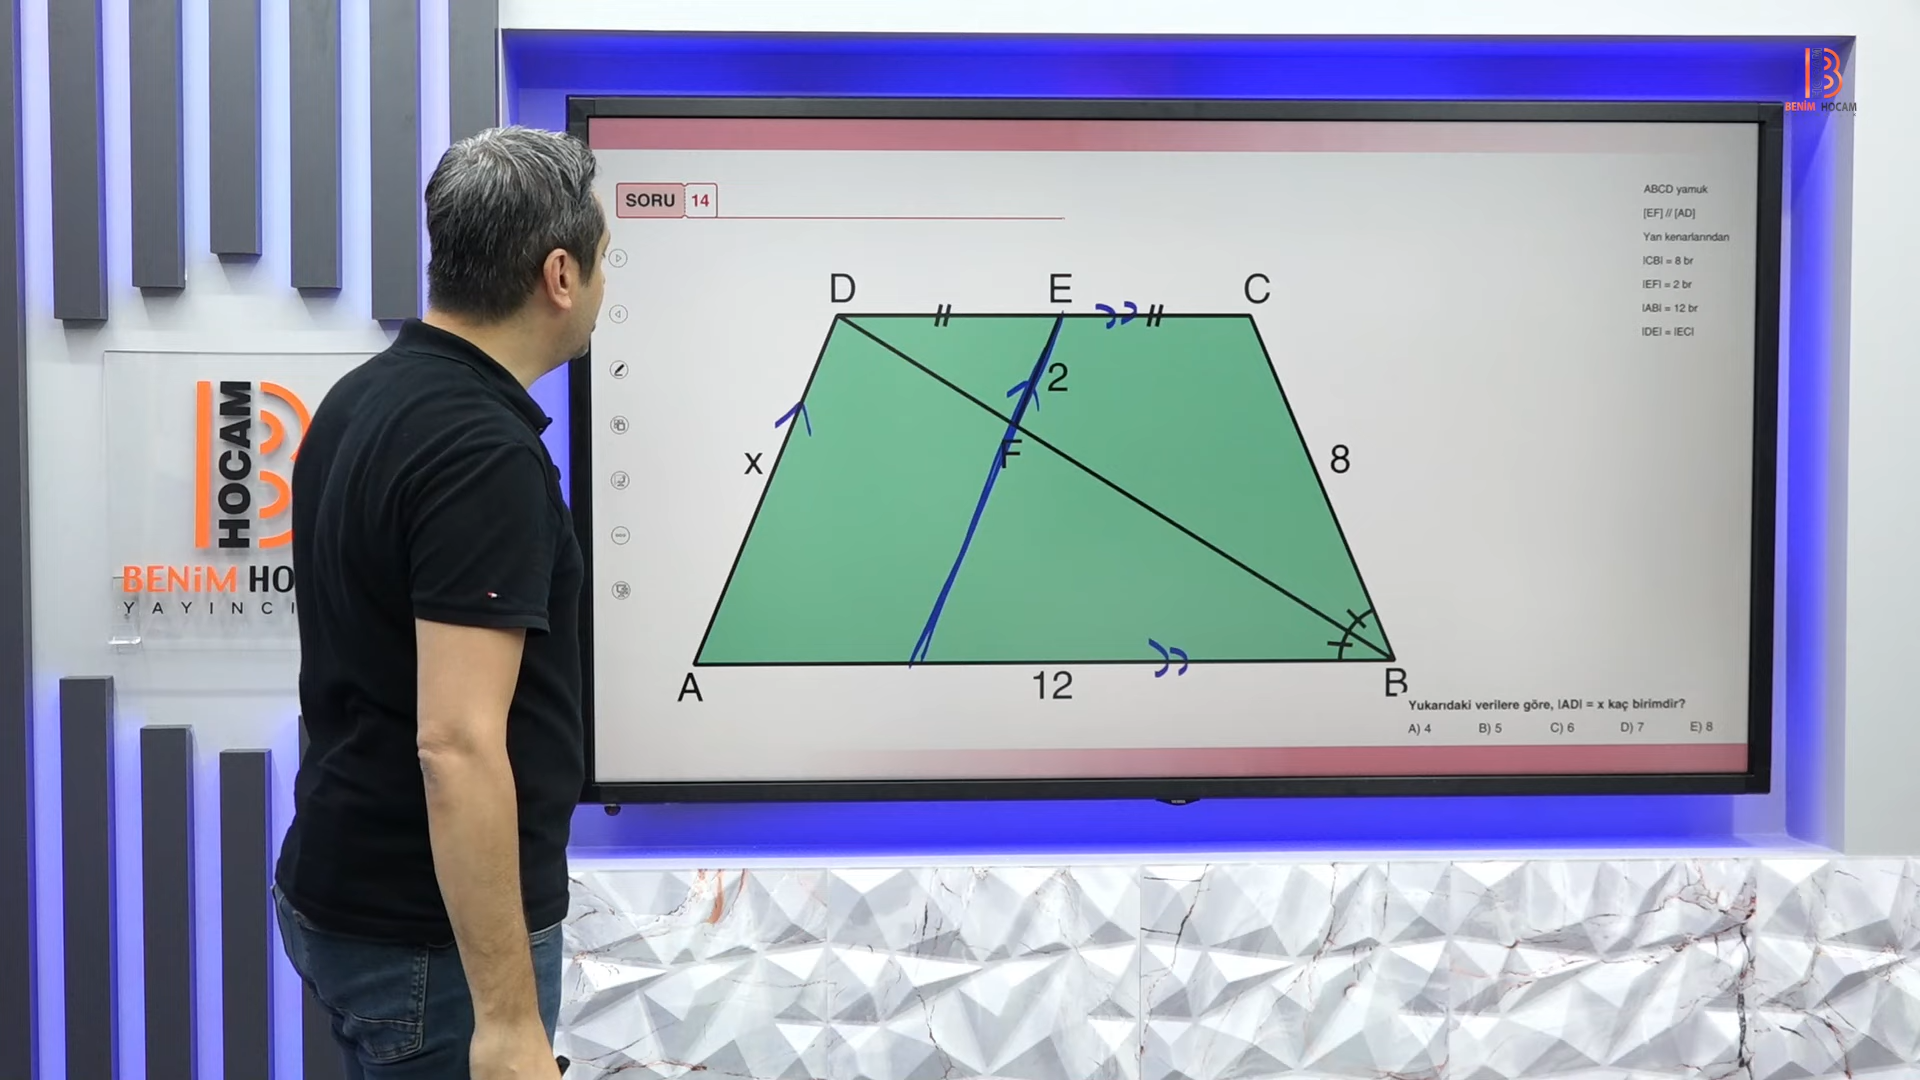 BENİM HOCAM
SORU 14
ABCD yamuk
[EF] // [AD]
Yan kenarlarından
|CB| = 8 br
|EF| = 2 br
|AB| = 12 br
|DE| = |EC|
D
E
C
2
F
x
8
A
12
B
Yukarıdaki verilere göre, |AD| = x kaç birimdir?
A) 4 B) 5 C) 6 D) 7 E) 8
HOCAM
BENİM HO
YAYINCI